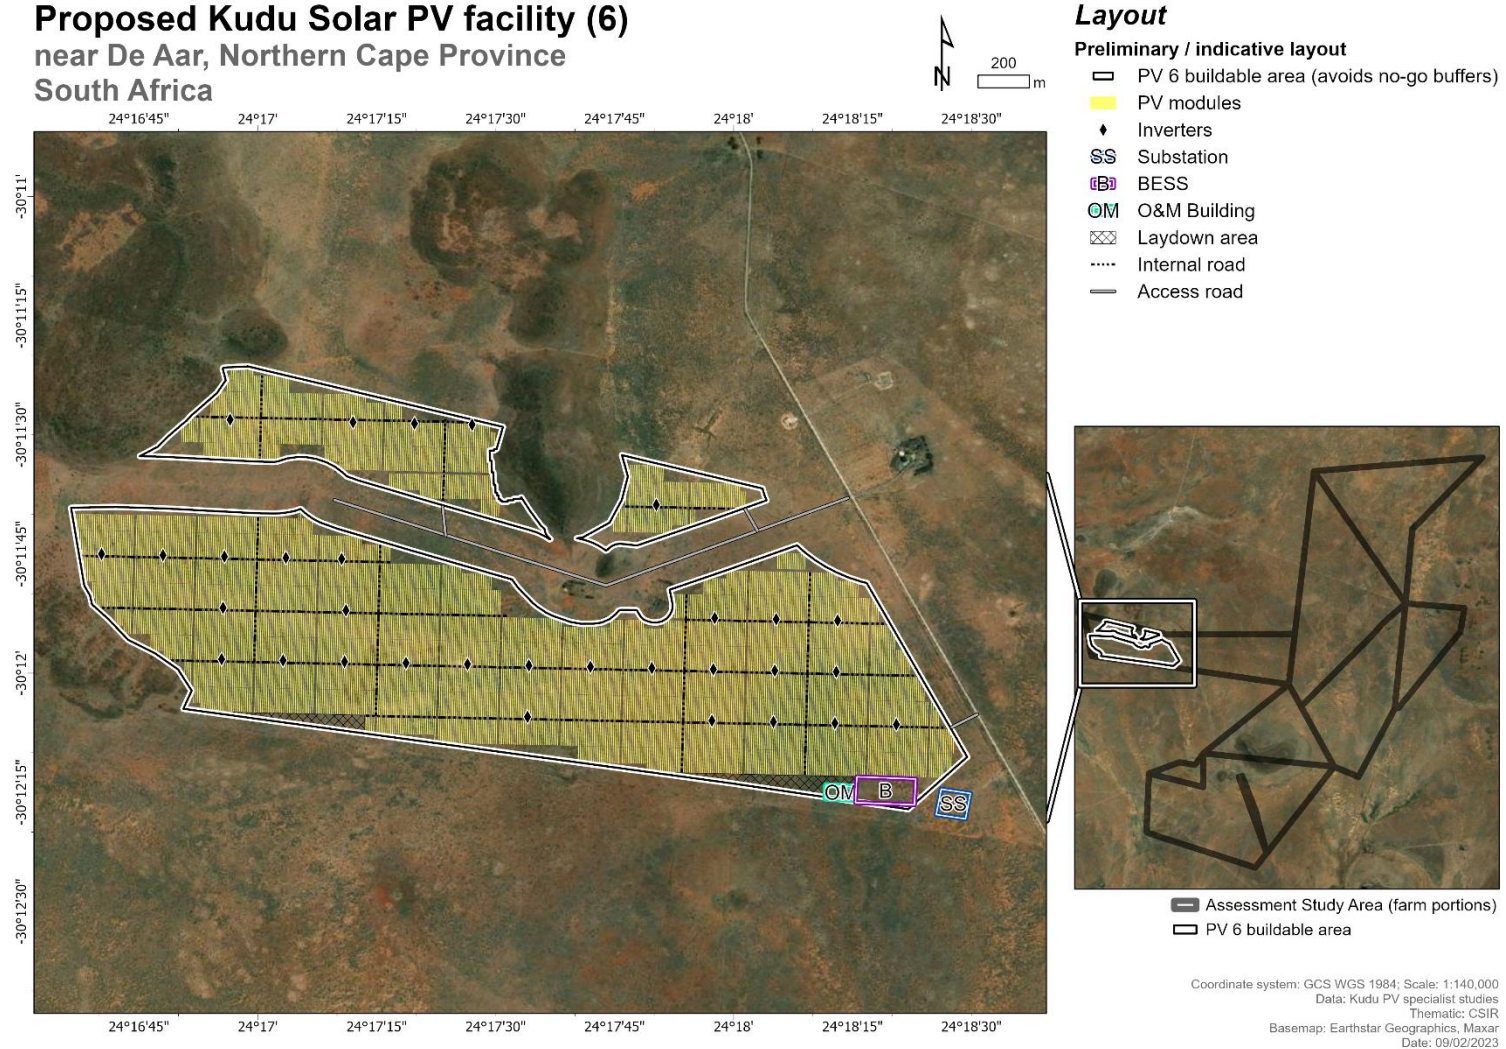 Proposed Kudu Solar PV facility (6)
near De Aar, Northern Cape Province
South Africa
N
200
m
Layout
Preliminary / indicative layout
PV 6 buildable area (avoids no-go buffers)
PV modules
Inverters
SS Substation
B BESS
OM O&M Building
Laydown area
Internal road
Access road
24°16'45" 24°17' 24°17'15" 24°17'30" 24°17'45" 24°18' 24°18'15" 24°18'30"
-30°11'
-30°11'15"
-30°11'30"
-30°11'45"
-30°12'
-30°12'15"
-30°12'30"
OM B SS
24°16'45" 24°17' 24°17'15" 24°17'30" 24°17'45" 24°18' 24°18'15" 24°18'30"
Assessment Study Area (farm portions)
PV 6 buildable area
Coordinate system: GCS WGS 1984; Scale: 1:140,000
Data: Kudu PV specialist studies
Thematic: CSIR
Basemap: Earthstar Geographics, Maxar
Date: 09/02/2023